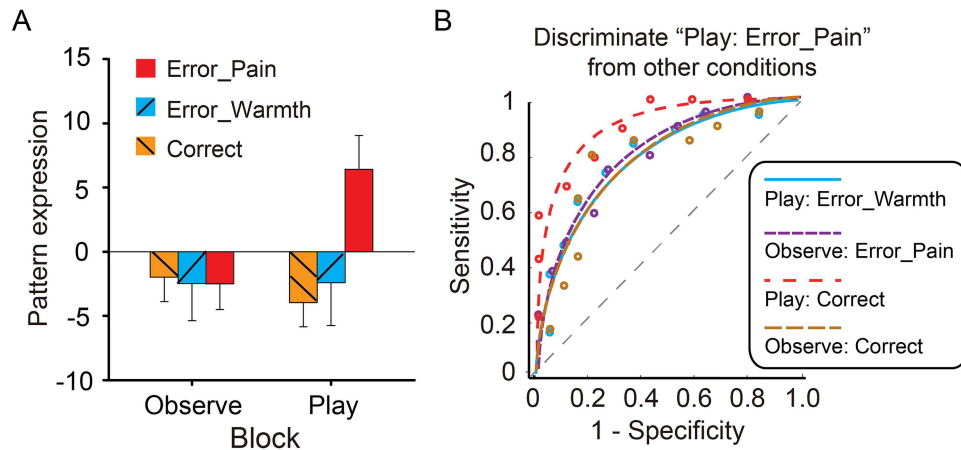 A
Pattern expression
15
10
5
0
-5
-10
Error_Pain
Error_Warmth
Correct
Observe
Play
Block
B
Discriminate “Play: Error_Pain”
from other conditions
Sensitivity
1
0.8
0.6
0.4
0.2
0
0
0.2
0.4
0.6
0.8
1.0
1 - Specificity
Play: Error_Warmth
Observe: Error_Pain
Play: Correct
Observe: Correct